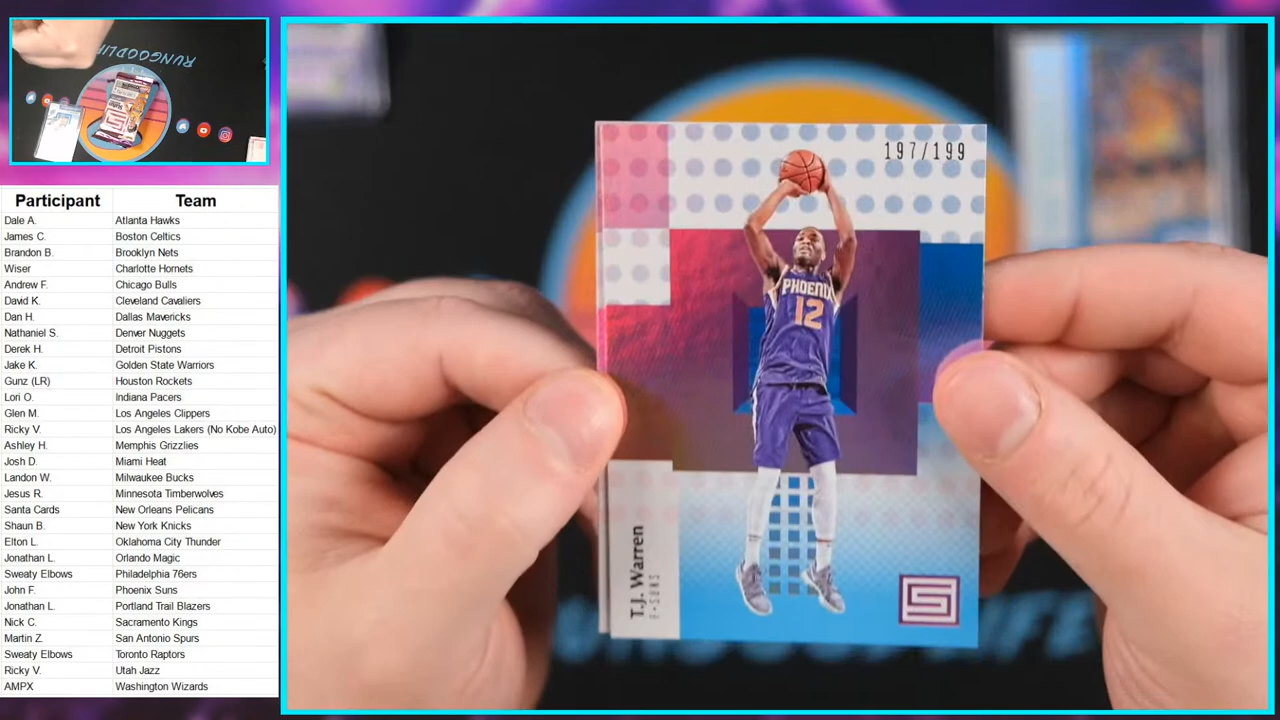 RUNGOODLIF
Participant Team
Dale A. Atlanta Hawks
James C. Boston Celtics
Brandon B. Brooklyn Nets
Wiser Charlotte Hornets
Andrew F. Chicago Bulls
David K. Cleveland Cavaliers
Dan H. Dallas Mavericks
Nathaniel S. Denver Nuggets
Derek H. Detroit Pistons
Jake K. Golden State Warriors
Gunz (LR) Houston Rockets
Lori O. Indiana Pacers
Glen M. Los Angeles Clippers
Ricky V. Los Angeles Lakers (No Kobe Auto)
Ashley H. Memphis Grizzlies
Josh D. Miami Heat
Landon W. Milwaukee Bucks
Jesus R. Minnesota Timberwolves
Santa Cards New Orleans Pelicans
Shaun B. New York Knicks
Elton L. Oklahoma City Thunder
Jonathan L. Orlando Magic
Sweaty Elbows Philadelphia 76ers
John F. Phoenix Suns
Jonathan L. Portland Trail Blazers
Nick C. Sacramento Kings
Martin Z. San Antonio Spurs
Sweaty Elbows Toronto Raptors
Ricky V. Utah Jazz
AMPX Washington Wizards
197/199
PHOENIX
12
T.J. Warren
F • SUNS